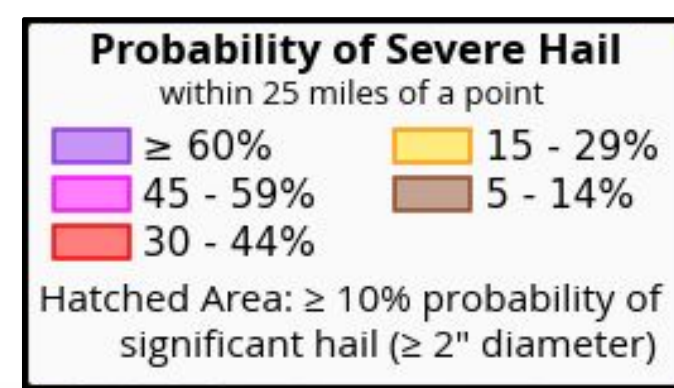 Probability of Severe Hail
within 25 miles of a point
≥ 60% 15 - 29%
45 - 59% 5 - 14%
30 - 44%
Hatched Area: ≥ 10% probability of
significant hail (≥ 2" diameter)